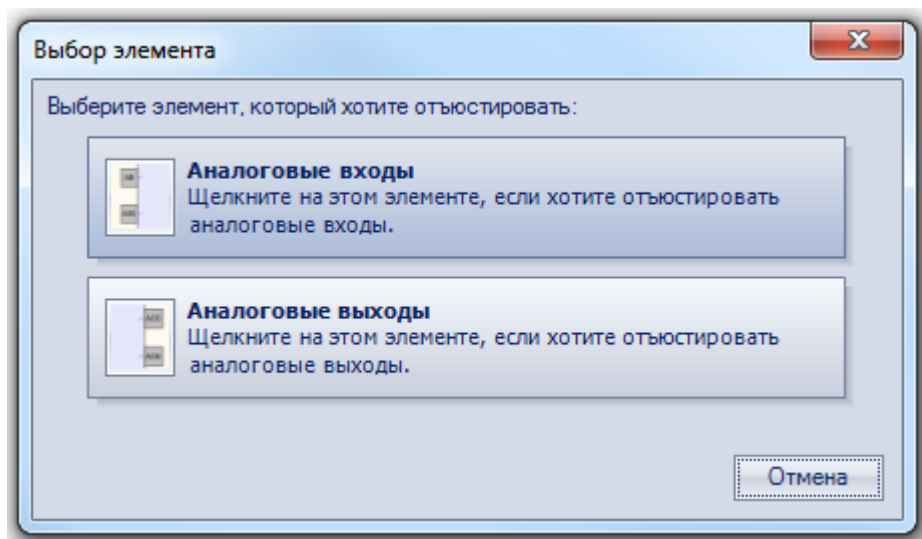 Выбор элемента
Выберите элемент, который хотите отъюстировать:
Аналоговые входы
Щелкните на этом элементе, если хотите отъюстировать
аналоговые входы.
Аналоговые выходы
Щелкните на этом элементе, если хотите отъюстировать
аналоговые выходы.
Отмена